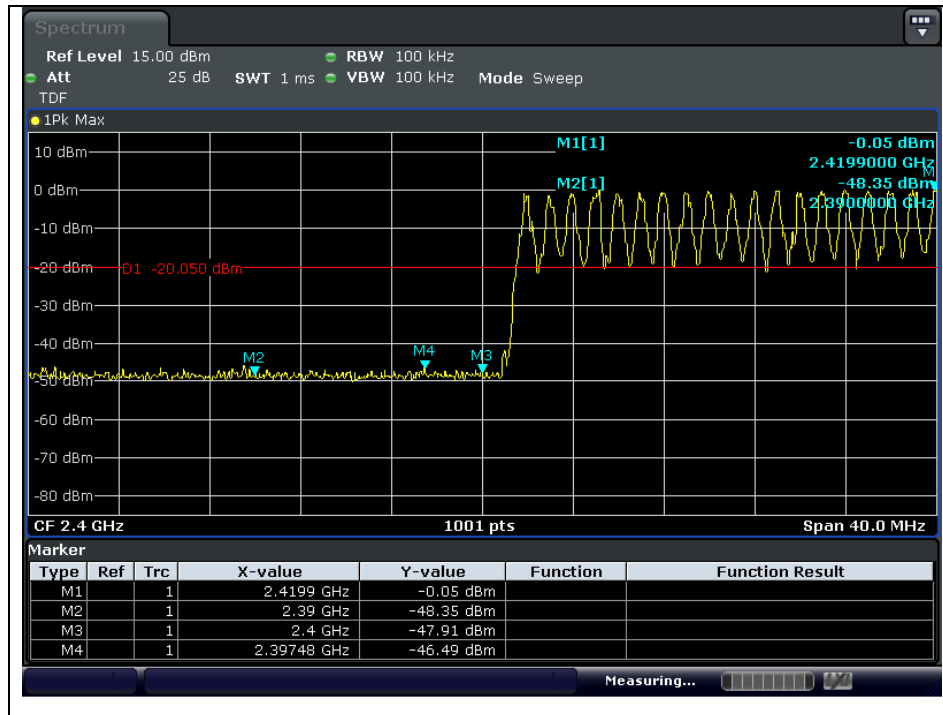 Spectrum
Ref Level 15.00 dBm RBW 100 kHz
Att 25 dB SWT 1 ms VBW 100 kHz Mode Sweep
TDF
1Pk Max
M1[1] -0.05 dBm
2.4199000 GHz
M2[1] -48.35 dBm
2.3900000 GHz
M
10 dBm
0 dBm
-10 dBm
-20 dBm D1 -20.050 dBm
-30 dBm
-40 dBm
M2 M4 M3
-50 dBm
-60 dBm
-70 dBm
-80 dBm
CF 2.4 GHz 1001 pts Span 40.0 MHz
Marker
Type Ref Trc X-value Y-value Function Function Result
M1 1 2.4199 GHz -0.05 dBm
M2 1 2.39 GHz -48.35 dBm
M3 1 2.4 GHz -47.91 dBm
M4 1 2.39748 GHz -46.49 dBm
Measuring...